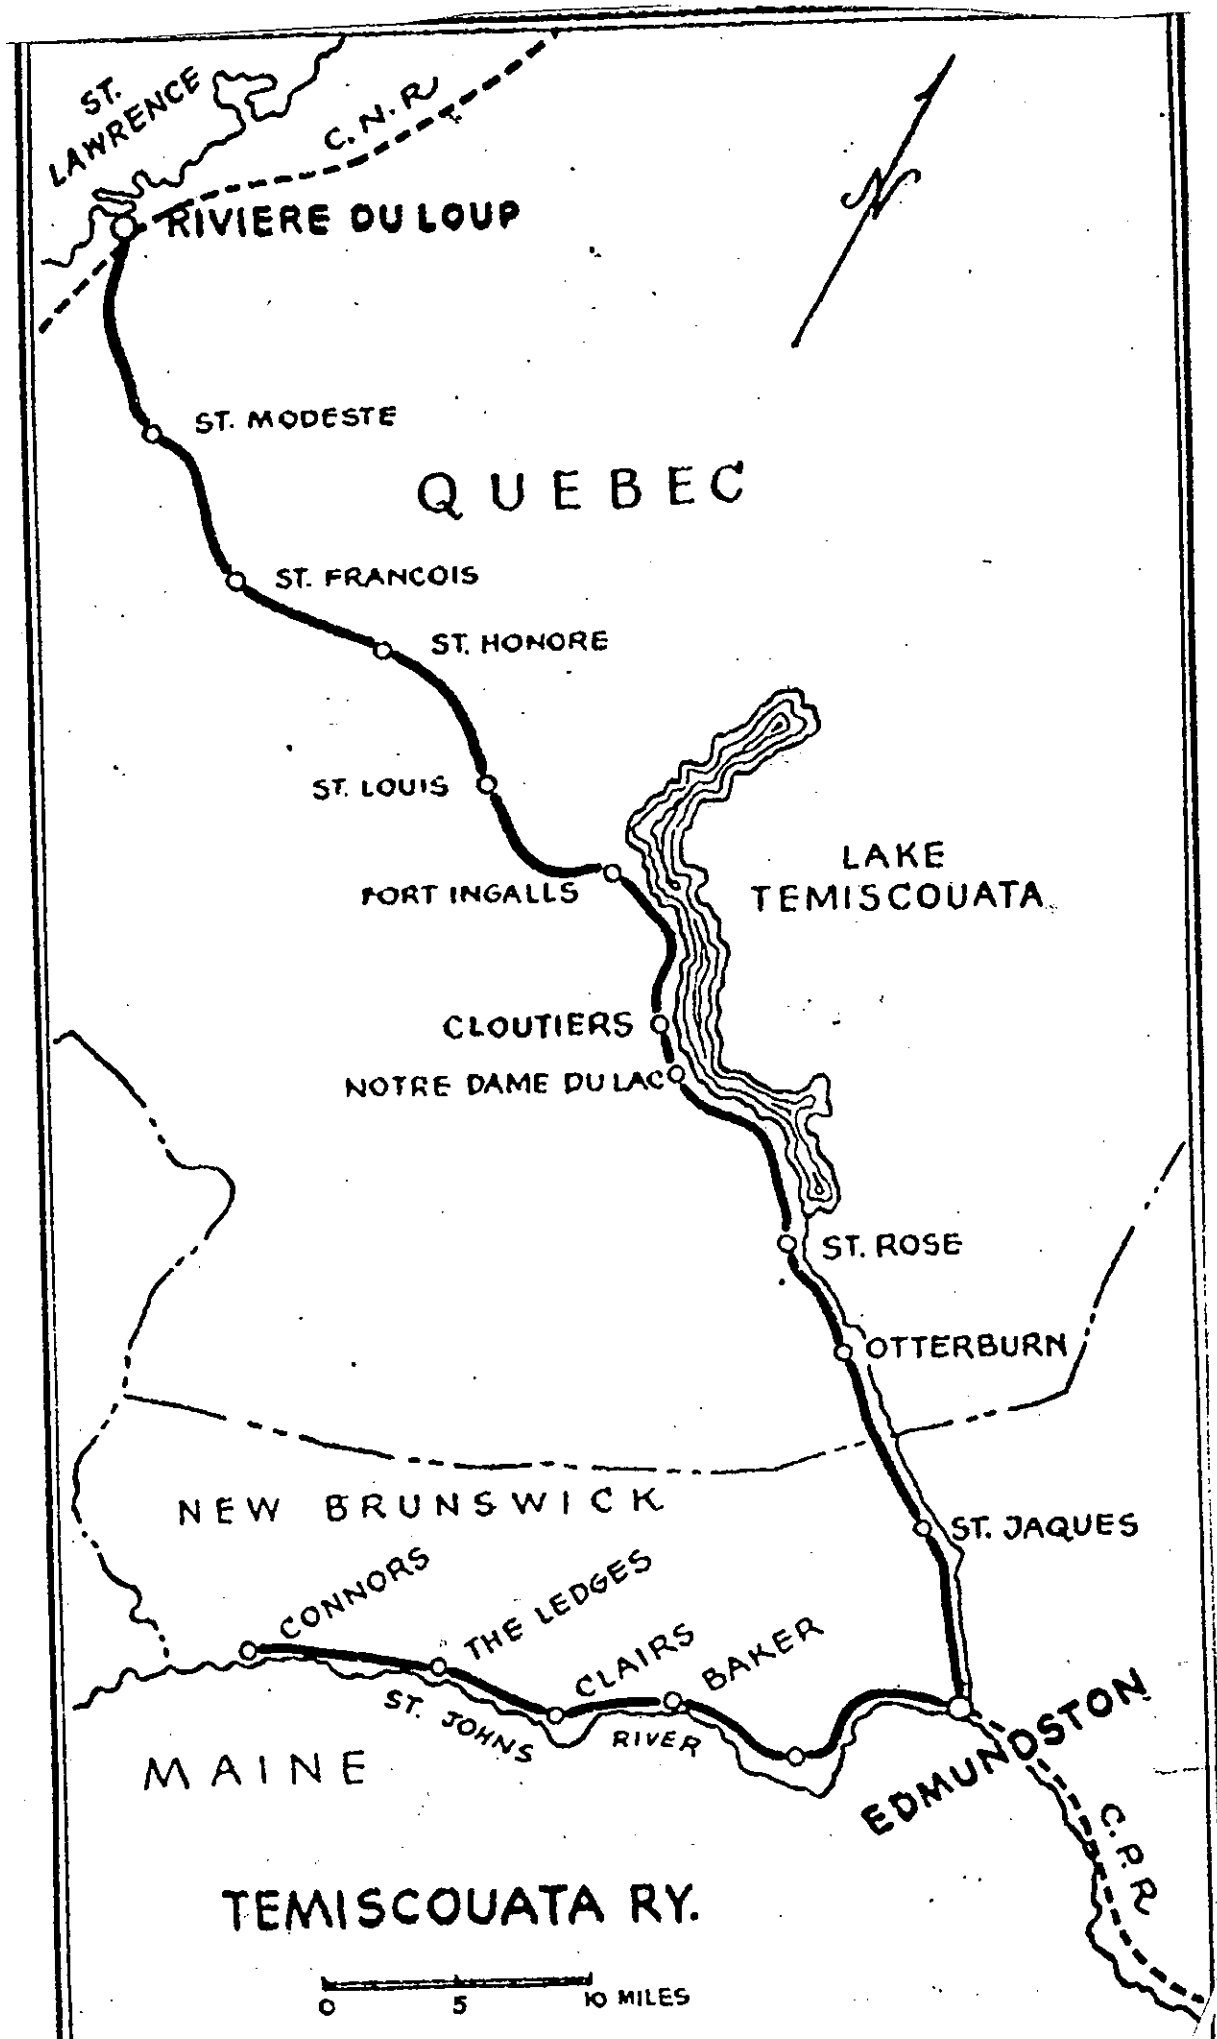 ST.
LAWRENCE
C.N.R.
RIVIERE DU LOUP
N
ST. MODESTE
QUEBEC
ST. FRANCOIS
ST. HONORE
ST. LOUIS
LAKE
TEMISCOUATA
FORT INGALLS
CLOUTIERS
NOTRE DAME DU LAC
ST. ROSE
OTTERBURN
NEW BRUNSWICK
ST. JAQUES
CONNORS
THE LEDGES
CLAIRS
BAKER
ST. JOHNS
RIVER
EDMUNDSTON
MAINE
C.P.R
TEMISCOUATA RY.
0 5 10 MILES